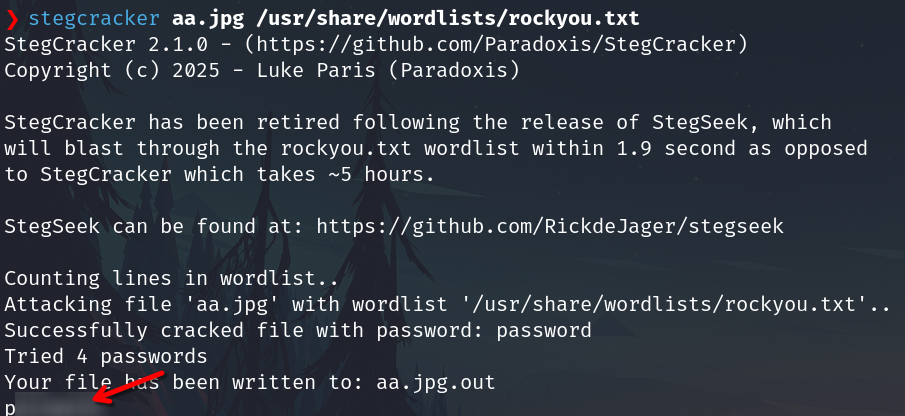 ❯ stegcracker aa.jpg /usr/share/wordlists/rockyou.txt
StegCracker 2.1.0 - (https://github.com/Paradoxis/StegCracker)
Copyright (c) 2025 - Luke Paris (Paradoxis)
StegCracker has been retired following the release of StegSeek, which
will blast through the rockyou.txt wordlist within 1.9 second as opposed
to StegCracker which takes ~5 hours.
StegSeek can be found at: https://github.com/RickdeJager/stegseek
Counting lines in wordlist..
Attacking file 'aa.jpg' with wordlist '/usr/share/wordlists/rockyou.txt'..
Successfully cracked file with password: password
Tried 4 passwords
Your file has been written to: aa.jpg.out